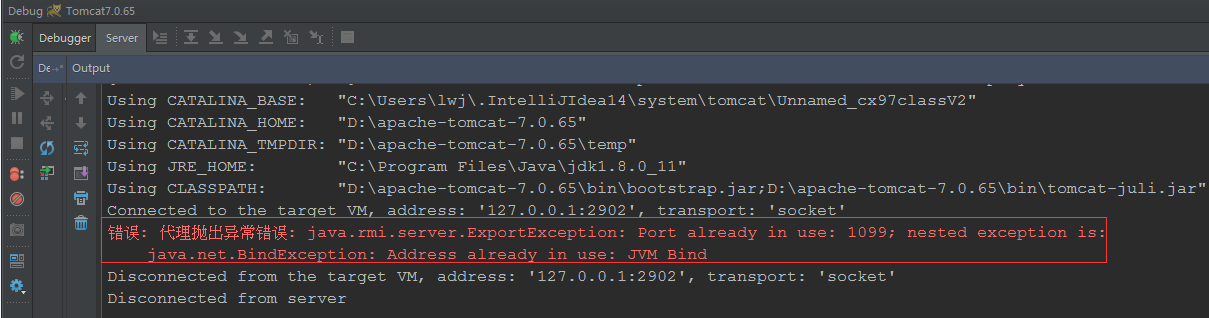 Debug Tomcat7.0.65
Debugger Server
De Output
Using CATALINA_BASE: "C:\Users\lwj\.IntelliJIdea14\system\tomcat\Unnamed_cx97classV2"
Using CATALINA_HOME: "D:\apache-tomcat-7.0.65"
Using CATALINA_TMPDIR: "D:\apache-tomcat-7.0.65\temp"
Using JRE_HOME: "C:\Program Files\Java\jdk1.8.0_11"
Using CLASSPATH: "D:\apache-tomcat-7.0.65\bin\bootstrap.jar;D:\apache-tomcat-7.0.65\bin\tomcat-juli.jar"
Connected to the target VM, address: '127.0.0.1:2902', transport: 'socket'
错误: 代理抛出异常错误: java.rmi.server.ExportException: Port already in use: 1099; nested exception is:
java.net.BindException: Address already in use: JVM_Bind
Disconnected from the target VM, address: '127.0.0.1:2902', transport: 'socket'
Disconnected from server